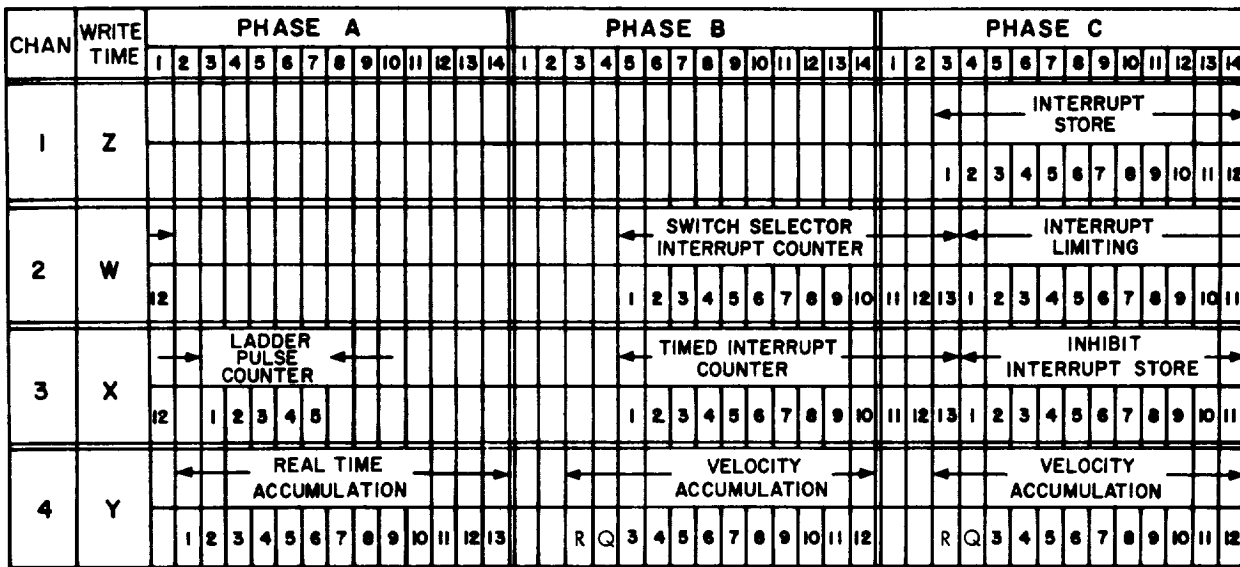 CHAN WRITE TIME PHASE A PHASE B PHASE C
1 2 3 4 5 6 7 8 9 10 11 12 13 14 1 2 3 4 5 6 7 8 9 10 11 12 13 14 1 2 3 4 5 6 7 8 9 10 11 12 13 14
1 Z INTERRUPT STORE
1 2 3 4 5 6 7 8 9 10 11 12
2 W SWITCH SELECTOR INTERRUPT COUNTER INTERRUPT LIMITING
12 1 2 3 4 5 6 7 8 9 10 11 12 13 1 2 3 4 5 6 7 8 9 10 11
3 X LADDER PULSE COUNTER TIMED INTERRUPT COUNTER INHIBIT INTERRUPT STORE
12 1 2 3 4 5 1 2 3 4 5 6 7 8 9 10 11 12 13 1 2 3 4 5 6 7 8 9 10 11
4 Y REAL TIME ACCUMULATION VELOCITY ACCUMULATION VELOCITY ACCUMULATION
1 2 3 4 5 6 7 8 9 10 11 12 13 R Q 3 4 5 6 7 8 9 10 11 12 R Q 3 4 5 6 7 8 9 10 11 12